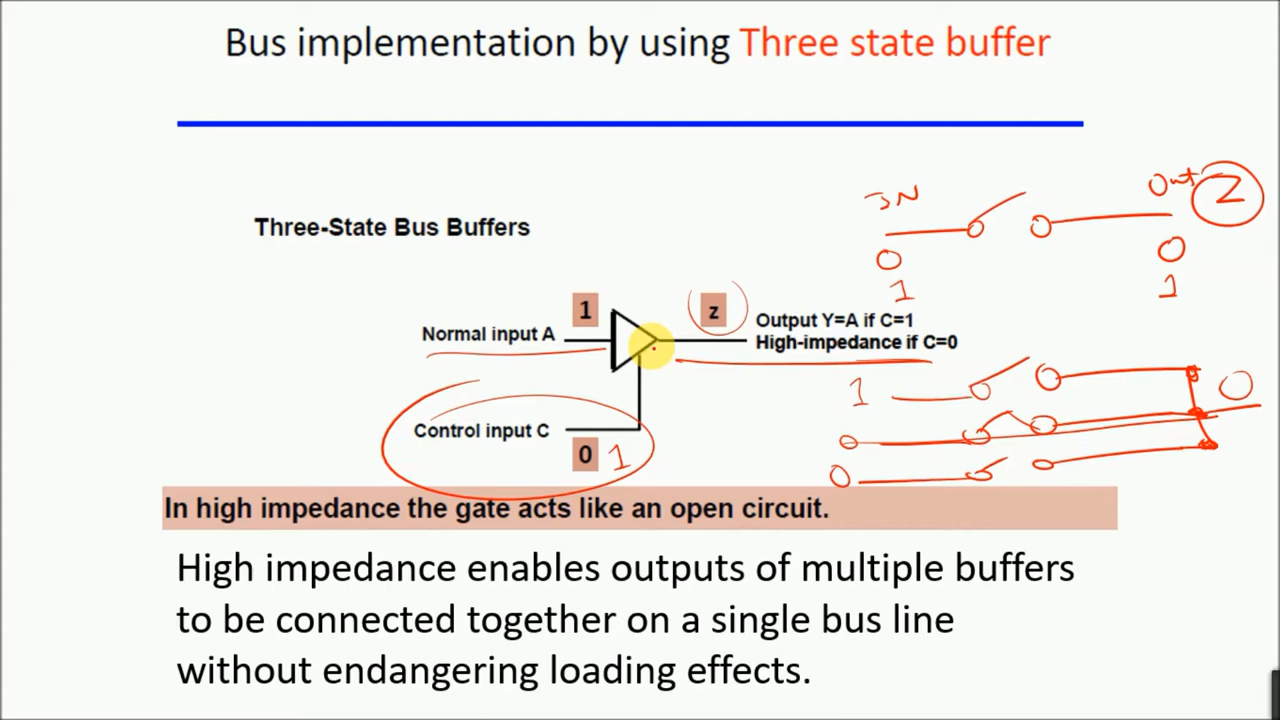 Bus implementation by using Three state buffer
IN
Out
Z
0
0
1
1
Three-State Bus Buffers
1
z
Normal input A
Output Y=A if C=1
High-impedance if C=0
1
0
0
0
Control input C
0 1
In high impedance the gate acts like an open circuit.
High impedance enables outputs of multiple buffers
to be connected together on a single bus line
without endangering loading effects.